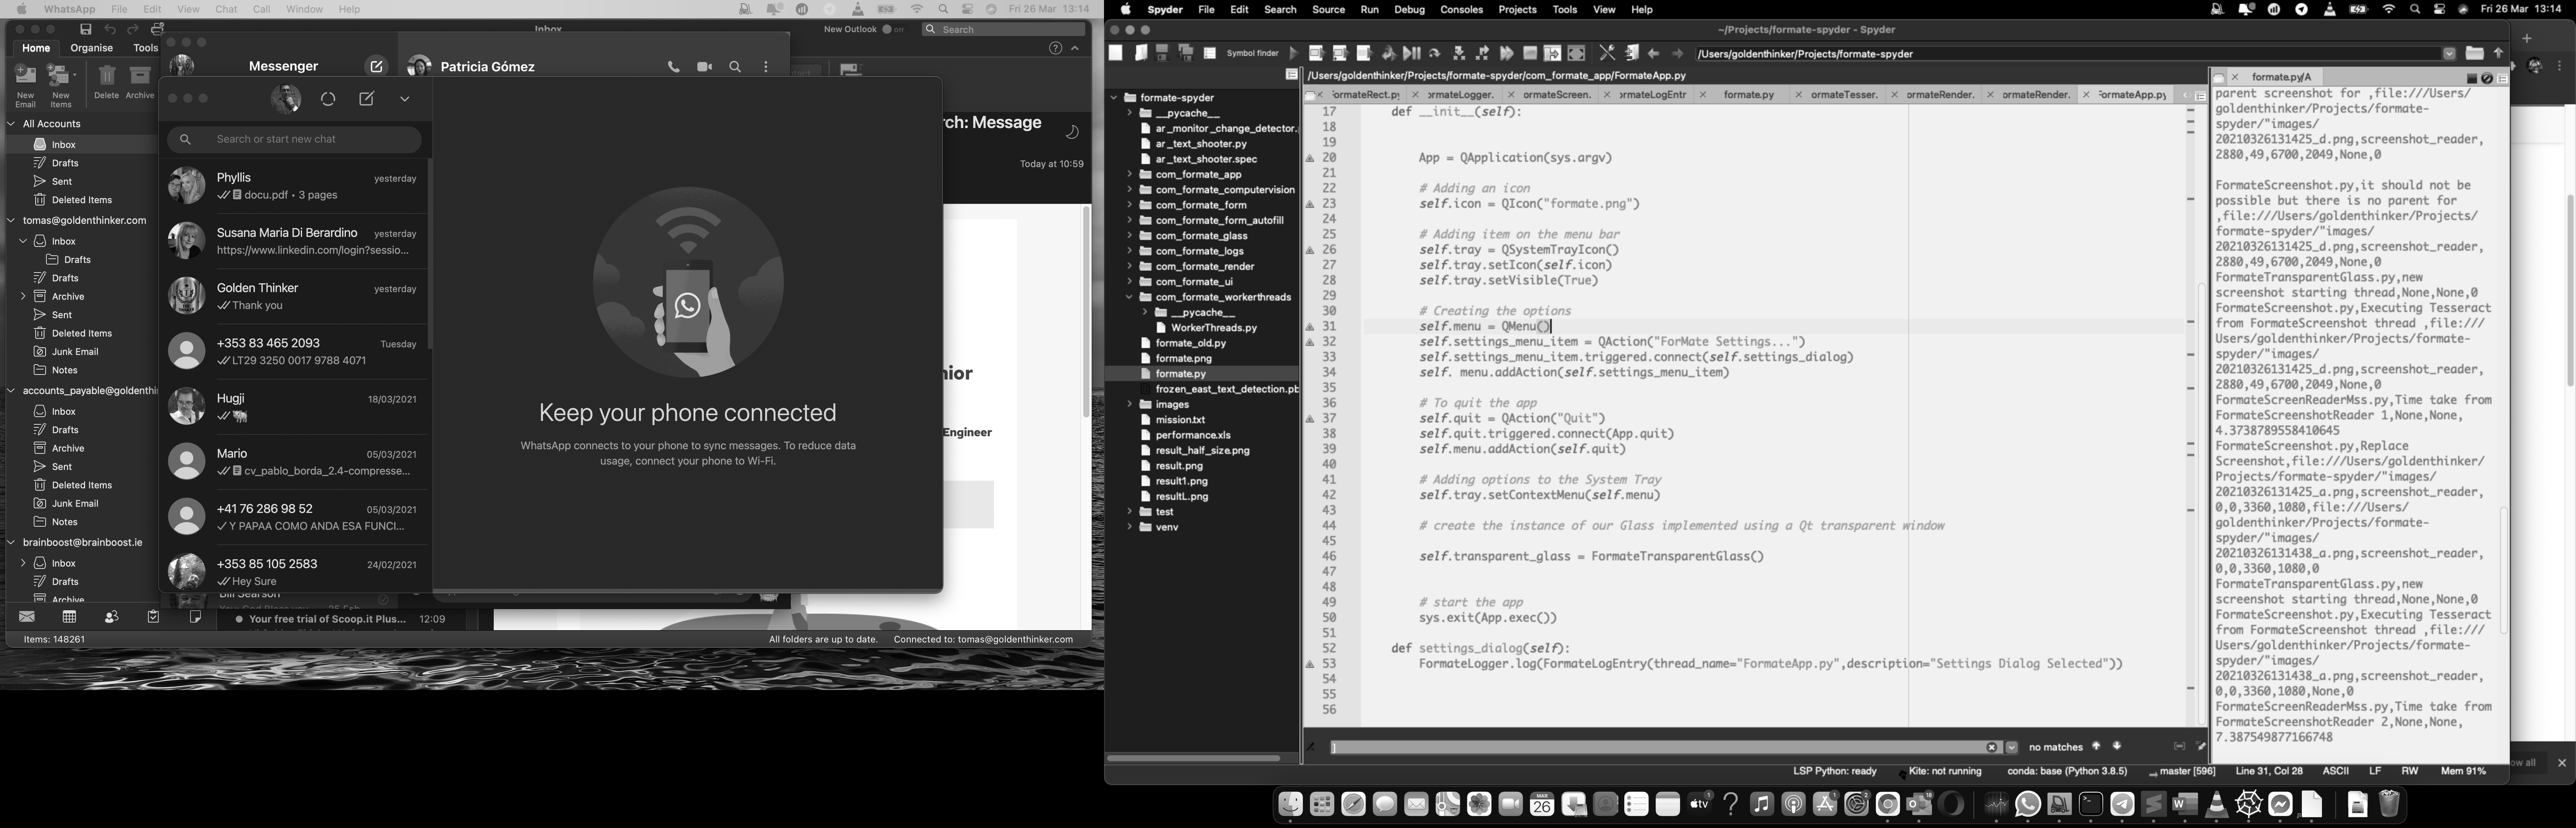 WhatsApp File Edit View Chat Call Window Help
Fri 26 Mar 13:14
Inbox
New Outlook
Search
Home Organise Tools
New Email
New Items
Delete
Archive
All Accounts
Inbox
Drafts
Sent
Deleted Items
tomas@goldenthinker.com
Inbox
Drafts
Drafts
Archive
Sent
Deleted Items
Junk Email
Notes
accounts_payable@goldenthi
Inbox
Drafts
Archive
Sent
Deleted Items
Junk Email
Notes
brainboost@brainboost.ie
Inbox
Drafts
Archive
Items: 148261
All folders are up to date.
Connected to: tomas@goldenthinker.com
Messenger
Patricia Gómez
rch: Message
Today at 10:59
nior
Engineer
Search or start new chat
Phyllis yesterday
docu.pdf • 3 pages
Susana Maria Di Berardino yesterday
https://www.linkedin.com/login?sessio...
Golden Thinker yesterday
Thank you
+353 83 465 2093 Tuesday
LT29 3250 0017 9788 4071
Hugji 18/03/2021
Mario 05/03/2021
cv_pablo_borda_2.4-compresse...
+41 76 286 98 52 05/03/2021
Y PAPAA COMO ANDA ESA FUNCI...
+353 85 105 2583 24/02/2021
Hey Sure
Bill Searson
Your free trial of Scoop.it Plus... 12:09
Keep your phone connected
WhatsApp connects to your phone to sync messages. To reduce data
usage, connect your phone to Wi-Fi.
Spyder File Edit Search Source Run Debug Consoles Projects Tools View Help
Fri 26 Mar 13:14
~/Projects/formate-spyder - Spyder
Symbol finder
/Users/goldenthinker/Projects/formate-spyder
/Users/goldenthinker/Projects/formate-spyder/com_formate_app/FormateApp.py
formate-spyder
__pycache__
ar_monitor_change_detector.
ar_text_shooter.py
ar_text_shooter.spec
com_formate_app
com_formate_computervision
com_formate_form
com_formate_form_autofill
com_formate_glass
com_formate_logs
com_formate_render
com_formate_ui
com_formate_workerthreads
__pycache__
WorkerThreads.py
formate_old.py
formate.png
formate.py
frozen_east_text_detection.pb
images
mission.txt
performance.xls
result_half_size.png
result.png
result1.png
resultL.png
test
venv
ormateRect.py ormateLogger. ormateScreen. ormateLogEntr formate.py ormateTesser. ormateRender. ormateRender. FormateApp.py
17 def __init__(self):
18
19
20 App = QApplication(sys.argv)
21
22 # Adding an icon
23 self.icon = QIcon("formate.png")
24
25 # Adding item on the menu bar
26 self.tray = QSystemTrayIcon()
27 self.tray.setIcon(self.icon)
28 self.tray.setVisible(True)
29
30 # Creating the options
31 self.menu = QMenu()
32 self.settings_menu_item = QAction("ForMate Settings...")
33 self.settings_menu_item.triggered.connect(self.settings_dialog)
34 self. menu.addAction(self.settings_menu_item)
35
36 # To quit the app
37 self.quit = QAction("Quit")
38 self.quit.triggered.connect(App.quit)
39 self.menu.addAction(self.quit)
40
41 # Adding options to the System Tray
42 self.tray.setContextMenu(self.menu)
43
44 # create the instance of our Glass implemented using a Qt transparent window
45
46 self.transparent_glass = FormateTransparentGlass()
47
48
49 # start the app
50 sys.exit(App.exec())
51
52 def settings_dialog(self):
53 FormateLogger.log(FormateLogEntry(thread_name="FormateApp.py",description="Settings Dialog Selected"))
54
55
56
]
no matches
formate.py/A
parent screenshot for ,file:///Users/
goldenthinker/Projects/formate-
spyder/"images/
20210326131425_d.png,screenshot_reader,
2880,49,6700,2049,None,0
FormateScreenshot.py,it should not be
possible but there is no parent for
,file:///Users/goldenthinker/Projects/
formate-spyder/"images/
20210326131425_d.png,screenshot_reader,
2880,49,6700,2049,None,0
FormateTransparentGlass.py,new
screenshot starting thread,None,None,0
FormateScreenshot.py,Executing Tesseract
from FormateScreenshot thread ,file:///
Users/goldenthinker/Projects/formate-
spyder/"images/
20210326131425_d.png,screenshot_reader,
2880,49,6700,2049,None,0
FormateScreenReaderMss.py,Time take from
FormateScreenshotReader 1,None,None,
4.3738789558410645
FormateScreenshot.py,Replace
Screenshot,file:///Users/goldenthinker/
Projects/formate-spyder/"images/
20210326131425_a.png,screenshot_reader,
0,0,3360,1080,file:///Users/
goldenthinker/Projects/formate-
spyder/"images/
20210326131438_a.png,screenshot_reader,
0,0,3360,1080,0
FormateTransparentGlass.py,new
screenshot starting thread,None,None,0
FormateScreenshot.py,Executing Tesseract
from FormateScreenshot thread ,file:///
Users/goldenthinker/Projects/formate-
spyder/"images/
20210326131438_a.png,screenshot_reader,
0,0,3360,1080,None,0
FormateScreenReaderMss.py,Time take from
FormateScreenshotReader 2,None,None,
7.387549877166748
LSP Python: ready
Kite: not running
conda: base (Python 3.8.5)
master [596]
Line 31, Col 28
ASCII
LF
RW
Mem 91%
ow all
MAR
26
tv